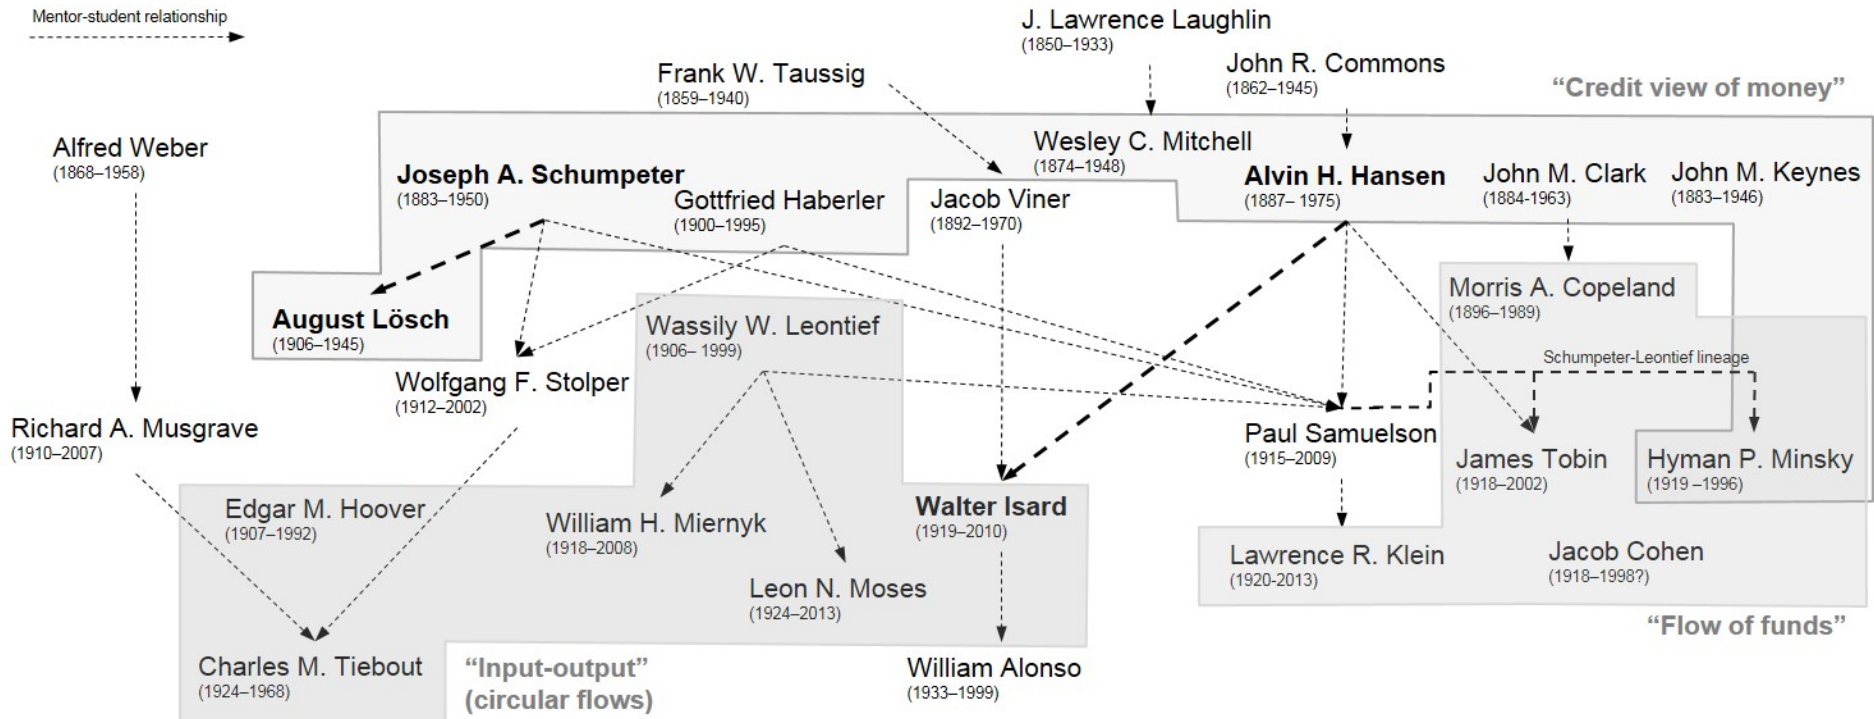 Mentor-student relationship
J. Lawrence Laughlin
(1850–1933)
John R. Commons
(1862–1945)
Frank W. Taussig
(1859–1940)
“Credit view of money”
Alfred Weber
(1868–1958)
Wesley C. Mitchell
(1874–1948)
Joseph A. Schumpeter
(1883–1950)
Gottfried Haberler
(1900–1995)
Jacob Viner
(1892–1970)
Alvin H. Hansen
(1887– 1975)
John M. Clark
(1884-1963)
John M. Keynes
(1883–1946)
August Lösch
(1906–1945)
Wassily W. Leontief
(1906– 1999)
Morris A. Copeland
(1896–1989)
Schumpeter-Leontief lineage
Wolfgang F. Stolper
(1912–2002)
Richard A. Musgrave
(1910–2007)
Paul Samuelson
(1915–2009)
James Tobin
(1918–2002)
Hyman P. Minsky
(1919 –1996)
Edgar M. Hoover
(1907–1992)
William H. Miernyk
(1918–2008)
Walter Isard
(1919–2010)
Lawrence R. Klein
(1920-2013)
Jacob Cohen
(1918–1998?)
Leon N. Moses
(1924–2013)
“Flow of funds”
Charles M. Tiebout
(1924–1968)
“Input-output”
(circular flows)
William Alonso
(1933–1999)